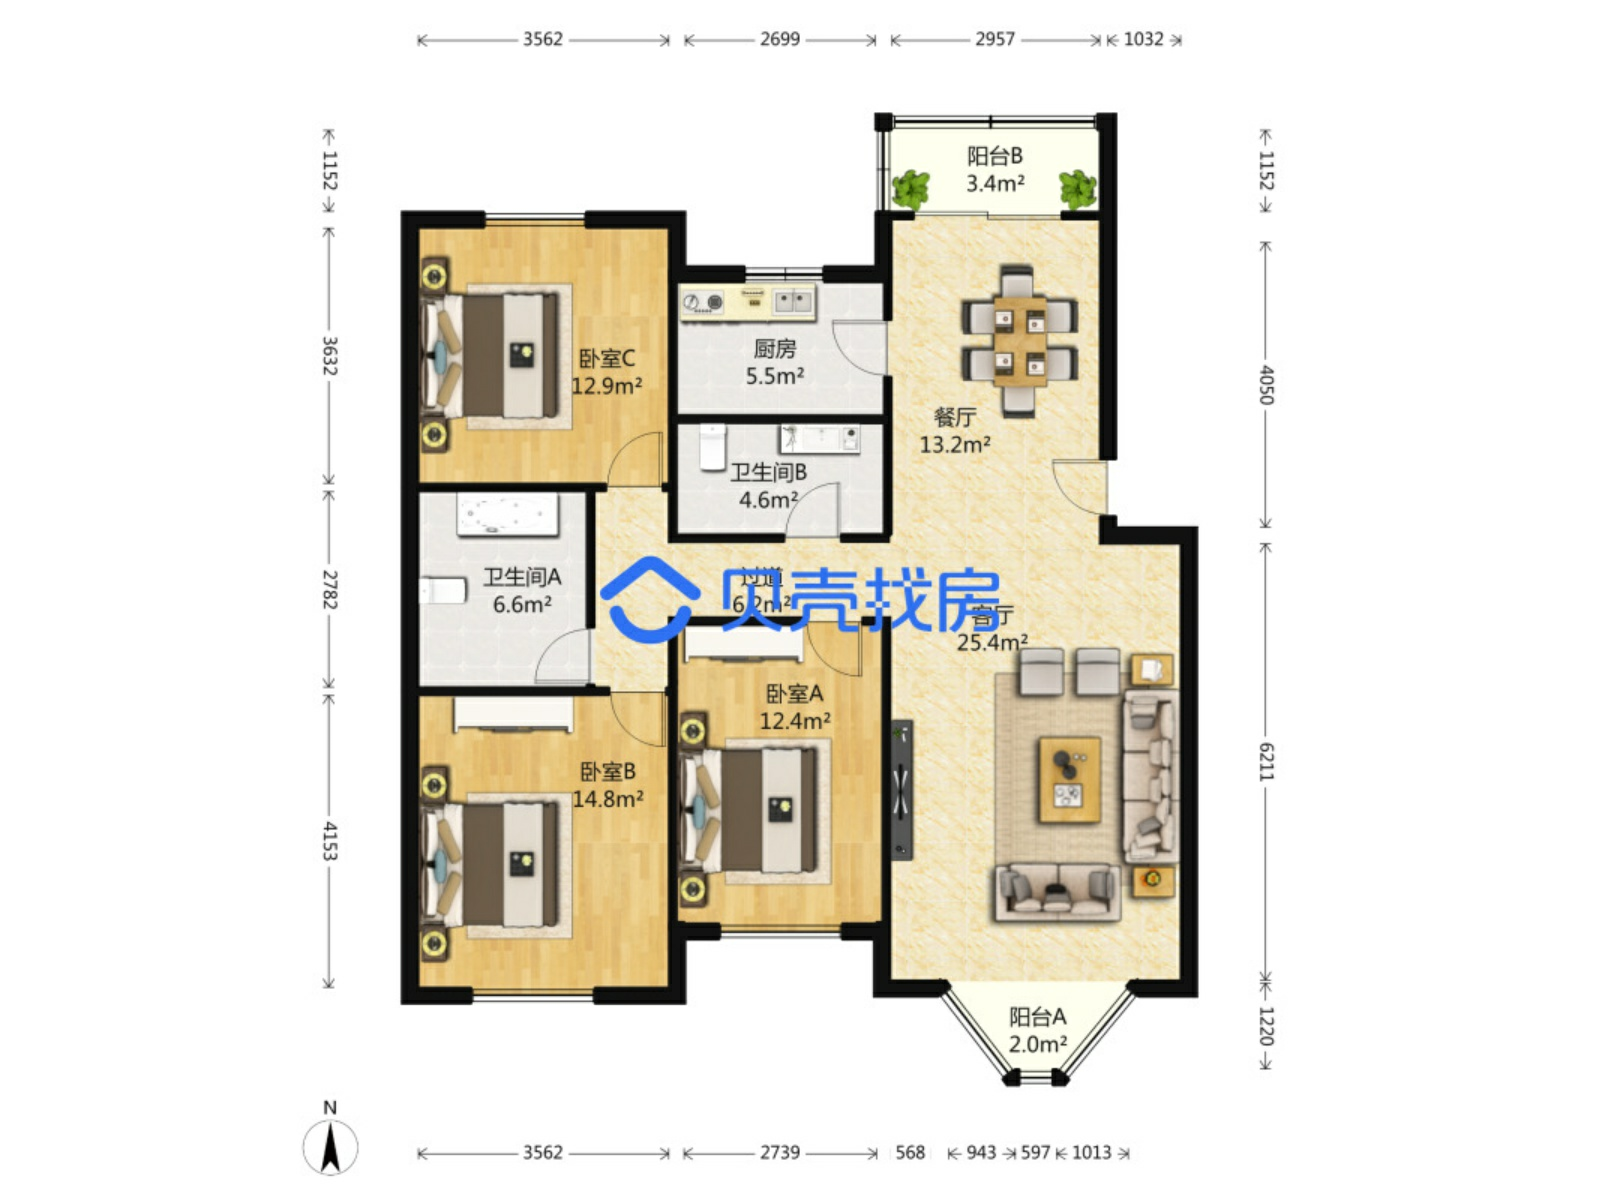 3562
2699
2957
1032
1152
1152
阳台B
3.4m²
3632
4050
卧室C
12.9m²
厨房
5.5m²
餐厅
13.2m²
卫生间B
4.6m²
2782
卫生间A
6.6m²
过道
6.2m²
贝壳找房
客厅
25.4m²
卧室A
12.4m²
6211
卧室B
14.8m²
4153
阳台A
2.0m²
1220
N
3562
2739
568
943
597
1013